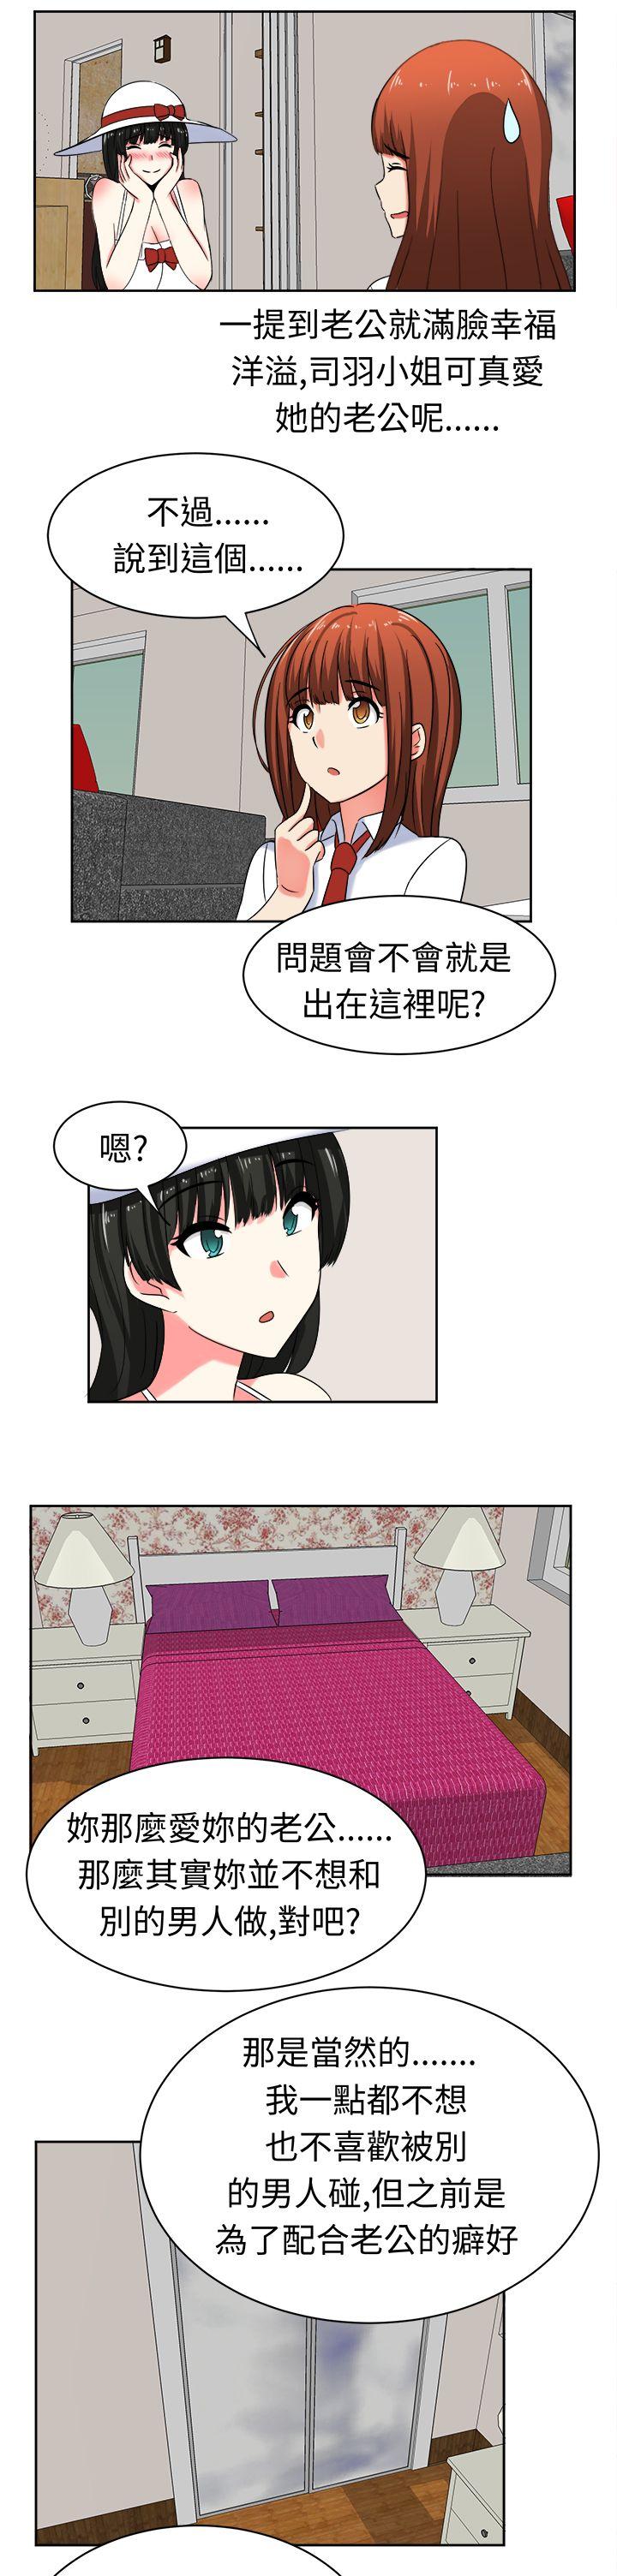 一提到老公就滿臉幸福
洋溢,司羽小姐可真愛
她的老公呢......
不過......
說到這個......
問題會不會就是
出在這裡呢?
嗯?
妳那麼愛妳的老公......
那麼其實妳並不想和
別的男人做,對吧?
那是當然的.......
我一點都不想
也不喜歡被別
的男人碰,但之前是
為了配合老公的癖好